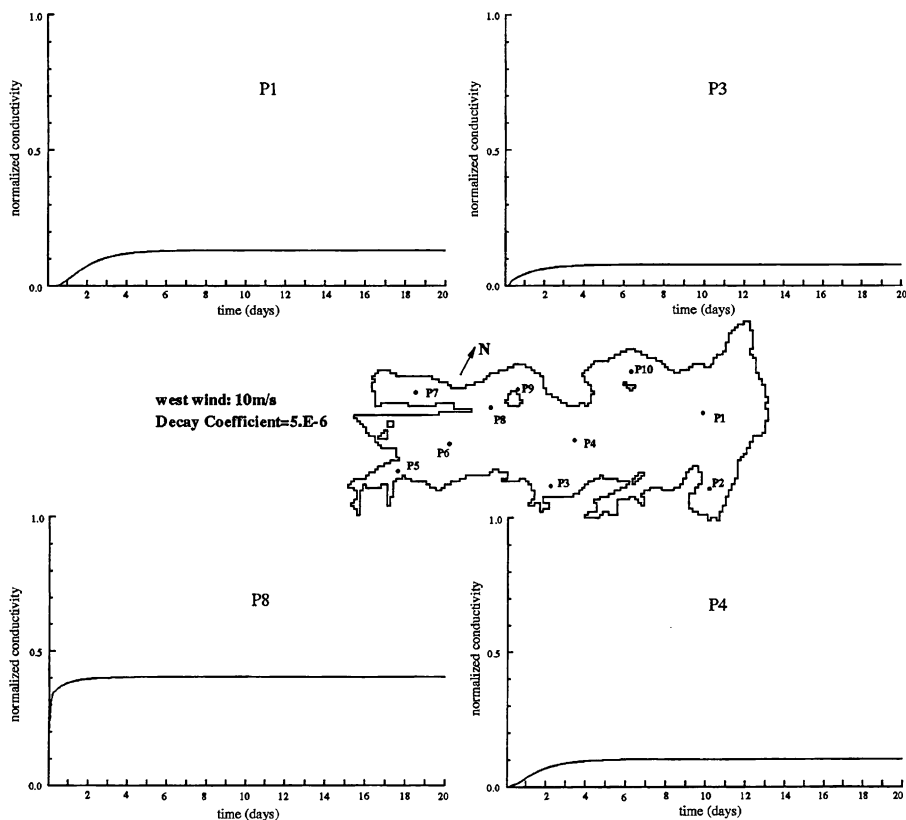 1.0
normalized conductivity
0.5
0.0
P1
2 4 6 8 10 12 14 16 18 20
time (days)
1.0
normalized conductivity
0.5
0.0
P3
2 4 6 8 10 12 14 16 18 20
time (days)
west wind: 10m/s
Decay Coefficient=5.E-6
N
P10
P7
P9
P8
P1
P6
P4
P5
P3
P2
1.0
normalized conductivity
0.5
0.0
P8
2 4 6 8 10 12 14 16 18 20
time (days)
1.0
normalized conductivity
0.5
0.0
P4
2 4 6 8 10 12 14 16 18 20
time (days)